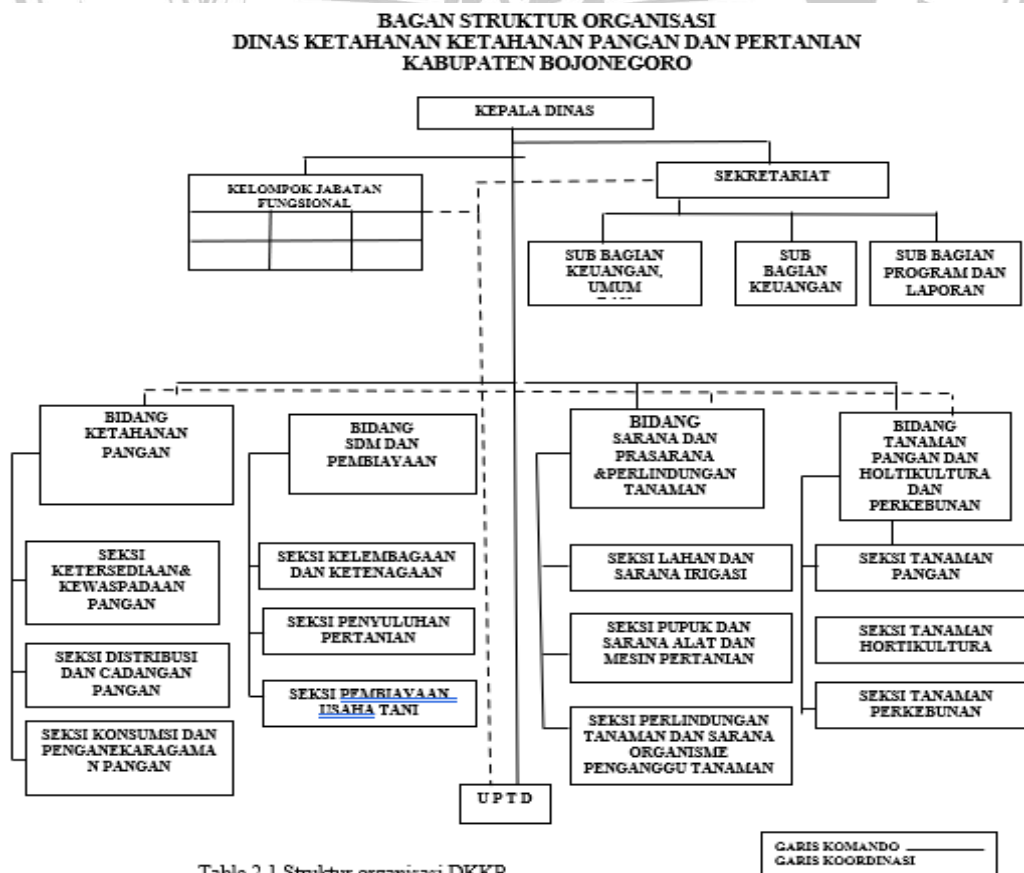 BAGAN STRUKTUR ORGANISASI
DINAS KETAHANAN KETAHANAN PANGAN DAN PERTANIAN
KABUPATEN BOJONEGORO
KEPALA DINAS
KELOMPOK JABATAN
FUNGSIONAL
SEKRETARIAT
SUB BAGIAN
KEUANGAN,
UMUM
SUB
BAGIAN
KEUANGAN
SUB BAGIAN
PROGRAM DAN
LAPORAN
BIDANG
KETAHANAN
PANGAN
SEKSI
KETERSEDIAAN&
KEWASPADAAN
PANGAN
SEKSI DISTRIBUSI
DAN CADANGAN
PANGAN
SEKSI KONSUMSI DAN
PENGANEKARAGAMA
N PANGAN
BIDANG
SDM DAN
PEMBIAYAAN
SEKSI KELEMBAGAAN
DAN KETENAGAAN
SEKSI PENYULUHAN
PERTANIAN
SEKSI PEMBIAYAAN
USAHA TANI
BIDANG
SARANA DAN
PRASARANA
&PERLINDUNGAN
TANAMAN
SEKSI LAHAN DAN
SARANA IRIGASI
SEKSI PUPUK DAN
SARANA ALAT DAN
MESIN PERTANIAN
SEKSI PERLINDUNGAN
TANAMAN DAN SARANA
ORGANISME
PENGANGGU TANAMAN
BIDANG
TANAMAN
PANGAN DAN
HOLTIKULTURA
DAN
PERKEBUNAN
SEKSI TANAMAN
PANGAN
SEKSI TANAMAN
HORTIKULTURA
SEKSI TANAMAN
PERKEBUNAN
U P T D
GARIS KOMANDO
GARIS KOORDINASI
Table 2.1 Struktur organisasi DKKP